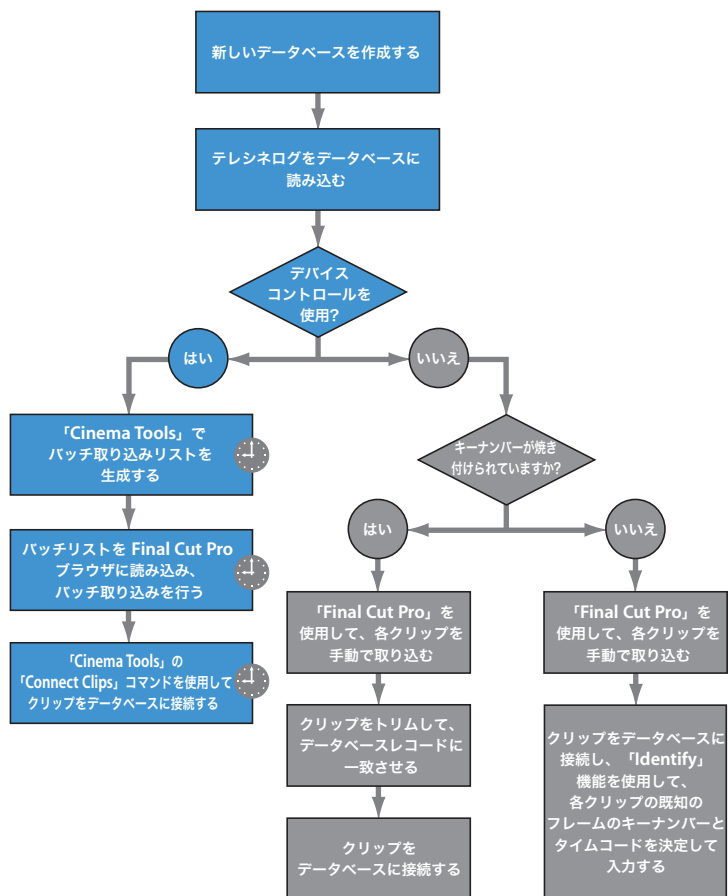 新しいデータベースを作成する
テレシネログをデータベースに
読み込む
デバイス
コントロールを
使用?
はい
いいえ
「Cinema Tools」で
バッチ取り込みリストを
生成する
キーナンバーが焼き
付けられていますか?
はい
いいえ
バッチリストを Final Cut Pro
ブラウザに読み込み、
バッチ取り込みを行う
「Final Cut Pro」を
使用して、各クリップを
手動で取り込む
「Final Cut Pro」を
使用して、各クリップを
手動で取り込む
「Cinema Tools」の
「Connect Clips」コマンドを使用して
クリップをデータベースに接続する
クリップをトリムして、
データベースレコードに
一致させる
クリップをデータベースに
接続し、「Identify」
機能を使用して、
各クリップの既知の
フレームのキーナンバーと
タイムコードを決定して
入力する
クリップを
データベースに接続する